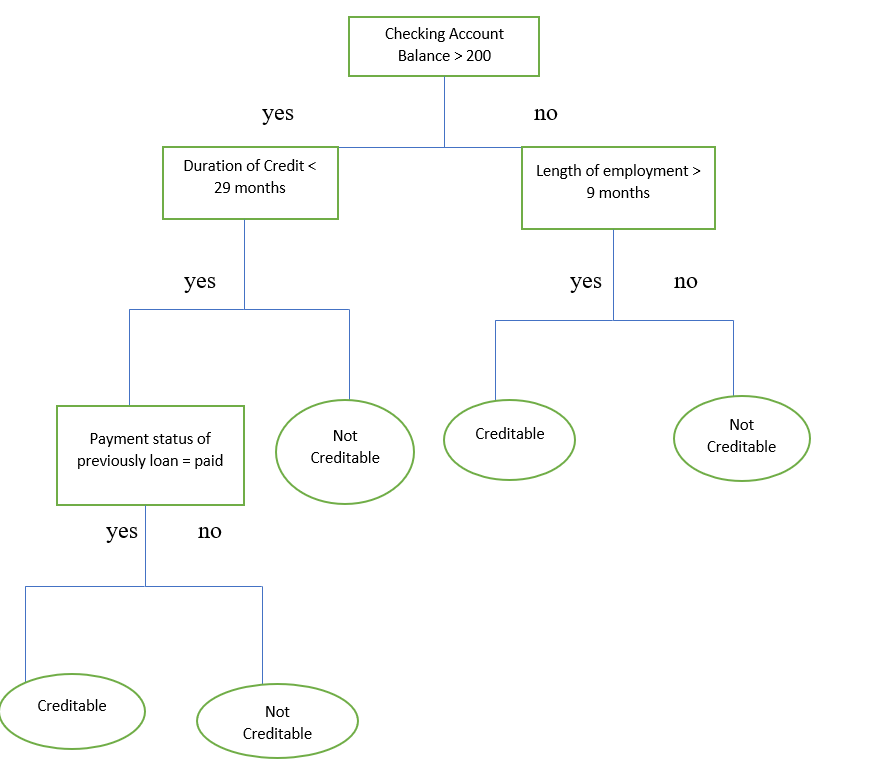 Checking Account
Balance > 200
yes
no
Duration of Credit <
29 months
Length of employment >
9 months
yes
yes
no
Payment status of
previously loan = paid
Not
Creditable
Creditable
Not
Creditable
yes
no
Creditable
Not
Creditable